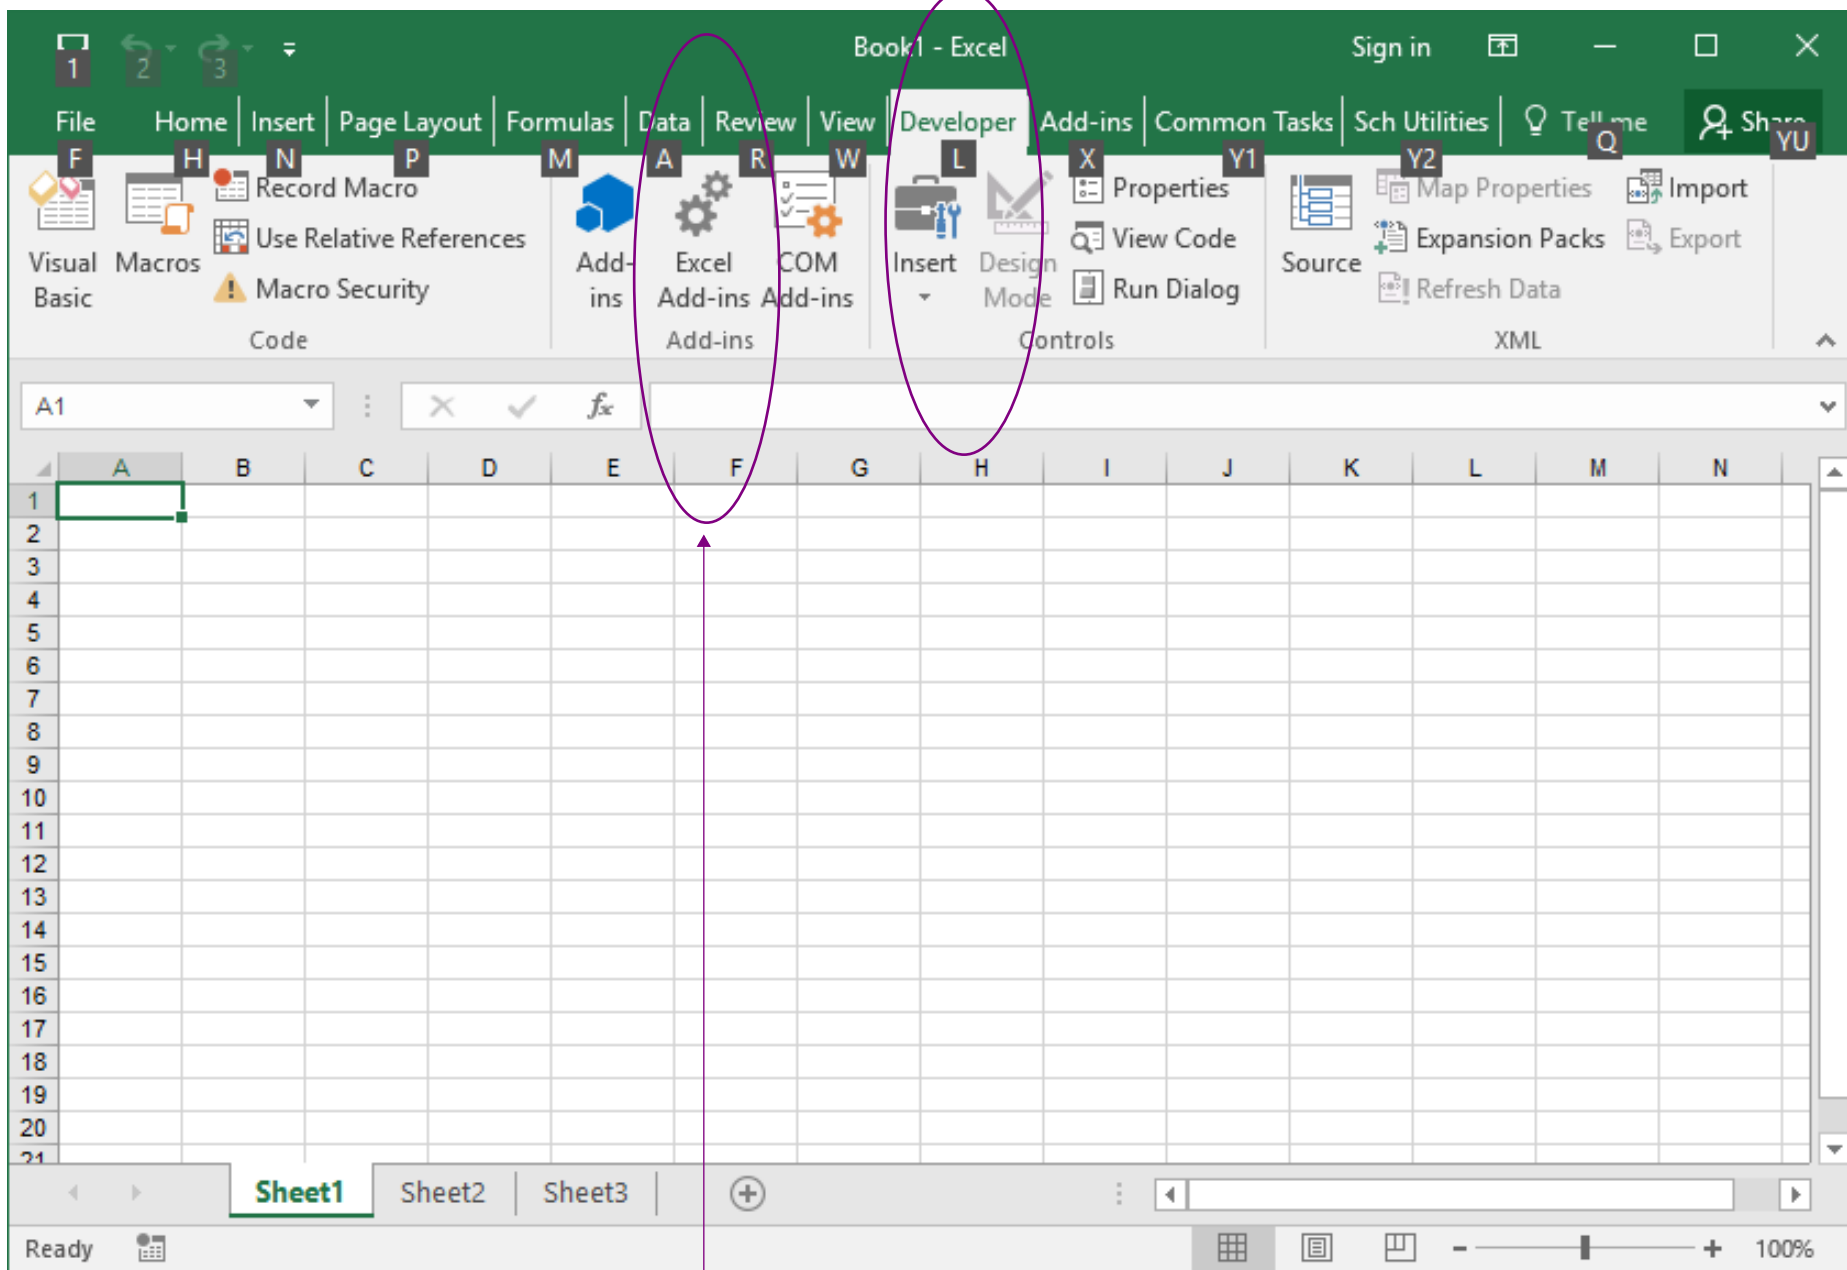 Book1 - Excel Sign in
1 2 3
File Home Insert Page Layout Formulas Data Review View Developer Add-ins Common Tasks Sch Utilities Tell me Share
F H N P M A R W L X Y1 Y2 Q YU
Record Macro Properties Map Properties Import
Use Relative References View Code Expansion Packs Export
Visual Macros Add- Excel COM Insert Design Source
Basic Macro Security ins Add-ins Add-ins Mode Run Dialog Refresh Data
Code Add-ins Controls XML
A1 fx
A B C D E F G H I J K L M N
1
2
3
4
5
6
7
8
9
10
11
12
13
14
15
16
17
18
19
20
21
Sheet1 Sheet2 Sheet3
Ready 100%